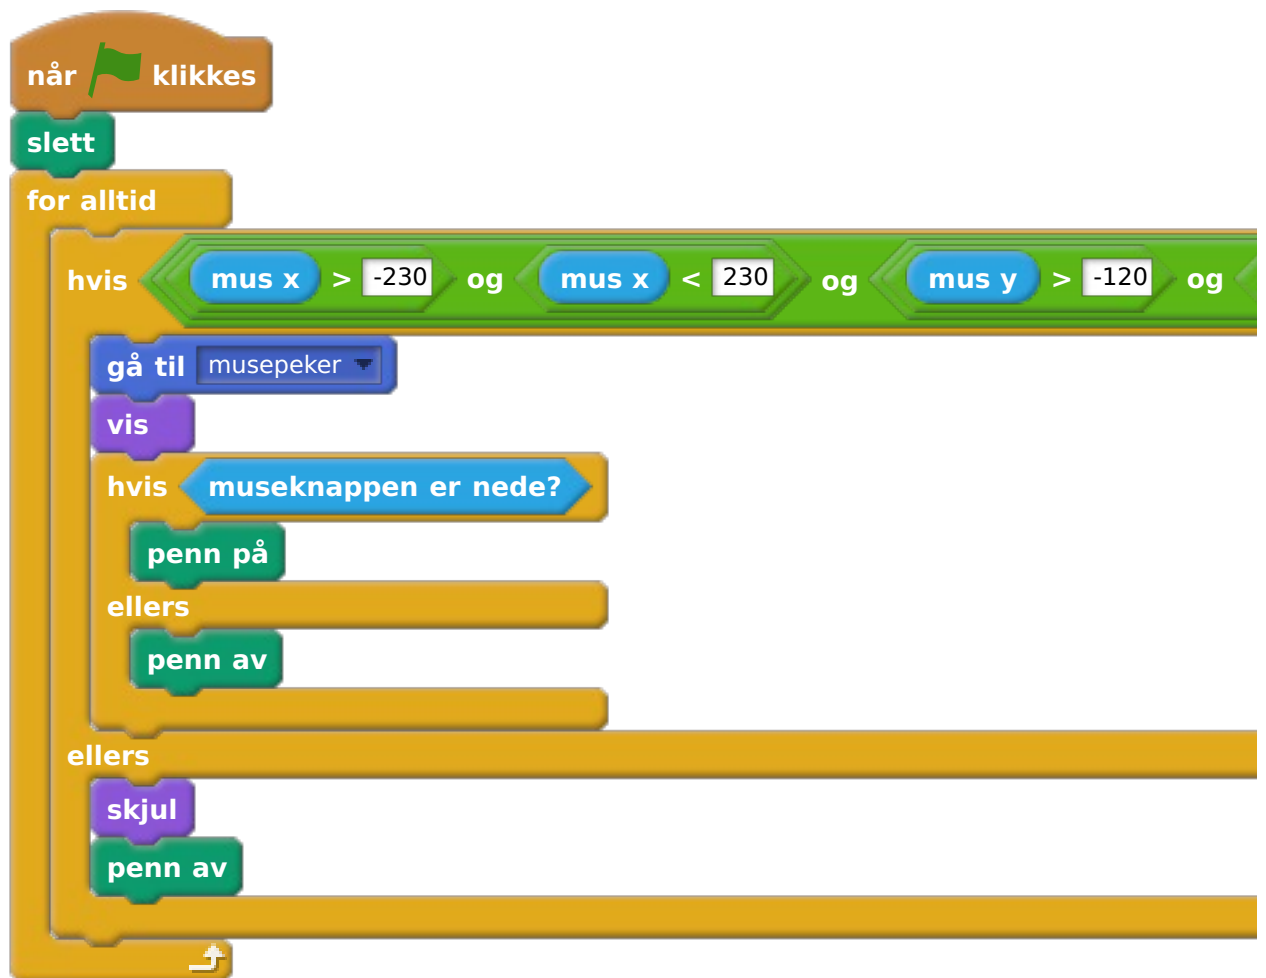 når klikkes
slett
for alltid
hvis mus x > -230 og mus x < 230 og mus y > -120 og
gå til musepeker
vis
hvis museknappen er nede?
penn på
ellers
penn av
ellers
skjul
penn av